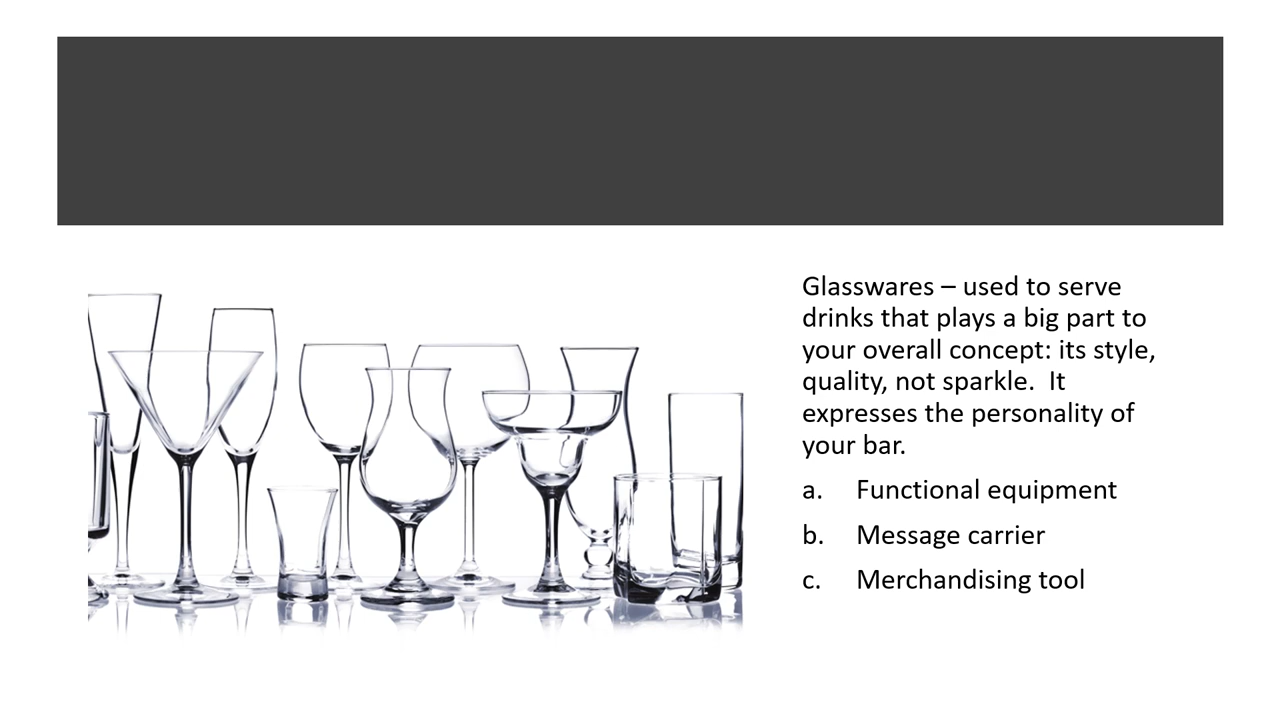 Glasswares – used to serve
drinks that plays a big part to
your overall concept: its style,
quality, not sparkle.  It
expresses the personality of
your bar.
a. Functional equipment
b. Message carrier
c. Merchandising tool